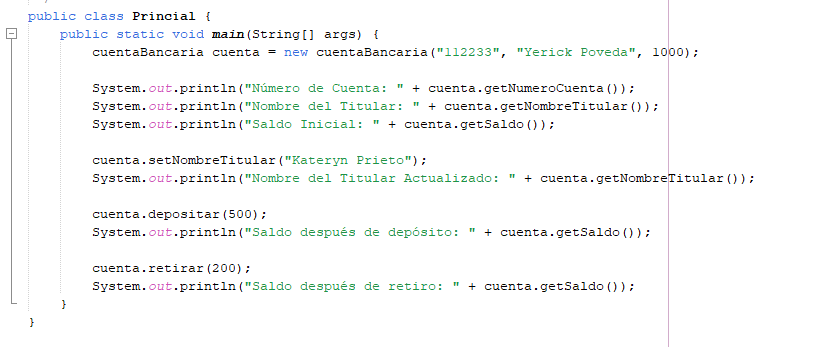 public class Princial {
public static void main(String[] args) {
cuentaBancaria cuenta = new cuentaBancaria("112233", "Yerick Poveda", 1000);
System.out.println("Número de Cuenta: " + cuenta.getNumeroCuenta());
System.out.println("Nombre del Titular: " + cuenta.getNombreTitular());
System.out.println("Saldo Inicial: " + cuenta.getSaldo());
cuenta.setNombreTitular("Kateryn Prieto");
System.out.println("Nombre del Titular Actualizado: " + cuenta.getNombreTitular());
cuenta.depositar(500);
System.out.println("Saldo después de depósito: " + cuenta.getSaldo());
cuenta.retirar(200);
System.out.println("Saldo después de retiro: " + cuenta.getSaldo());
}
}